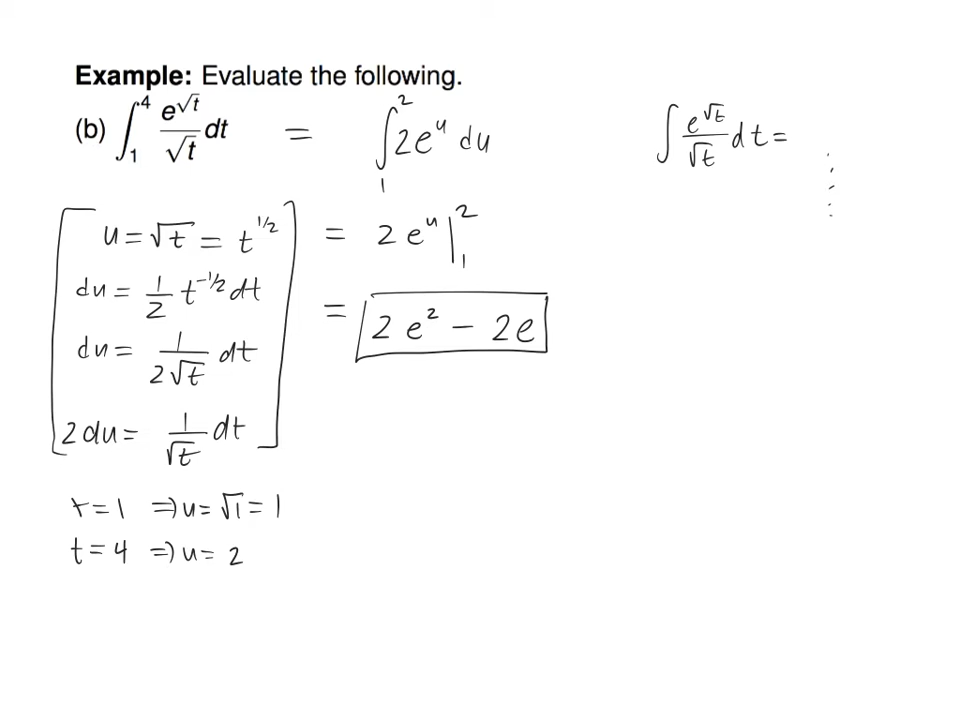 Example: Evaluate the following.
(b) ∫₁⁴ e^√t/√t dt = ∫₁² 2e^u du
= 2e^u |₁²
= 2e² − 2e
u = √t = t^1/2
du = 1/2 t^-1/2 dt
du = 1/(2√t) dt
2du = 1/√t dt
t=1 ⇒ u = √1 = 1
t=4 ⇒ u = 2
∫ e^√t/√t dt =